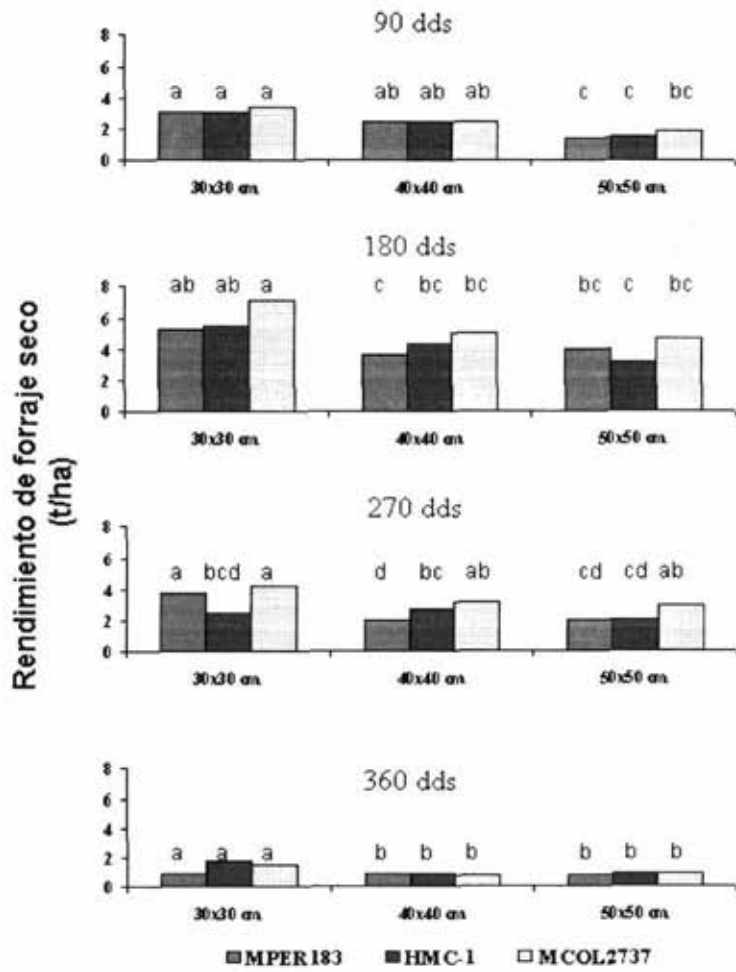 90 dds
8
6
4
2
0
a a a ab ab ab c c bc
30x30 cm. 40x40 cm. 50x50 cm.
180 dds
8
6
4
2
0
ab ab a c bc bc bc c bc
30x30 cm. 40x40 cm. 50x50 cm.
Rendimiento de forraje seco
(t/ha)
270 dds
8
6
4
2
0
a bcd a d bc ab cd cd ab
30x30 cm. 40x40 cm. 50x50 cm.
360 dds
8
6
4
2
0
a a a b b b b b b
30x30 cm. 40x40 cm. 50x50 cm.
MPER183 HMC-1 MCOL2737